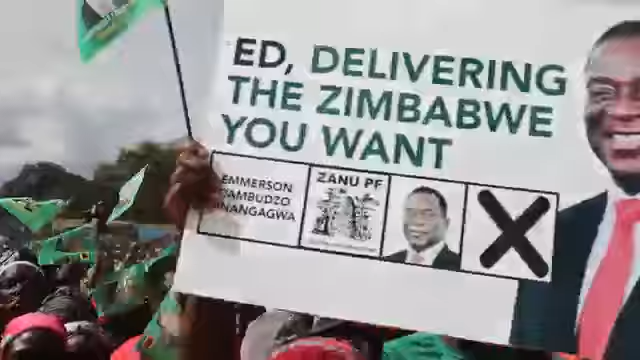 ED, DELIVERING
THE ZIMBABWE
YOU WANT
EMMERSON
DAMBUDZO
MNANGAGWA
ZANU PF
X